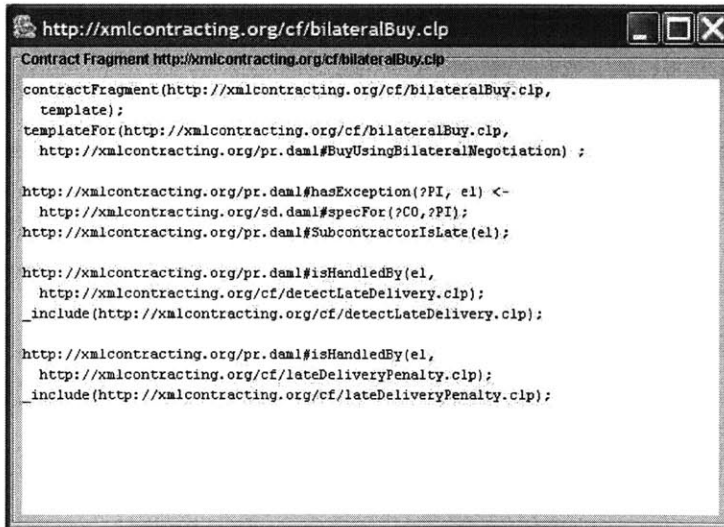 http://xmlcontracting.org/cf/bilateralBuy.clp
Contract Fragment http://xmlcontracting.org/cf/bilateralBuy.clp
contractFragment(http://xmlcontracting.org/cf/bilateralBuy.clp,
template);
templateFor(http://xmlcontracting.org/cf/bilateralBuy.clp,
http://xmlcontracting.org/pr.daml#BuyUsingBilateralNegotiation) ;
http://xmlcontracting.org/pr.daml#hasException(?PI, el) <-
http://xmlcontracting.org/sd.daml#specFor(?CO,?PI);
http://xmlcontracting.org/pr.daml#SubcontractorIsLate(el);
http://xmlcontracting.org/pr.daml#isHandledBy(el,
http://xmlcontracting.org/cf/detectLateDelivery.clp);
_include(http://xmlcontracting.org/cf/detectLateDelivery.clp);
http://xmlcontracting.org/pr.daml#isHandledBy(el,
http://xmlcontracting.org/cf/lateDeliveryPenalty.clp);
_include(http://xmlcontracting.org/cf/lateDeliveryPenalty.clp);